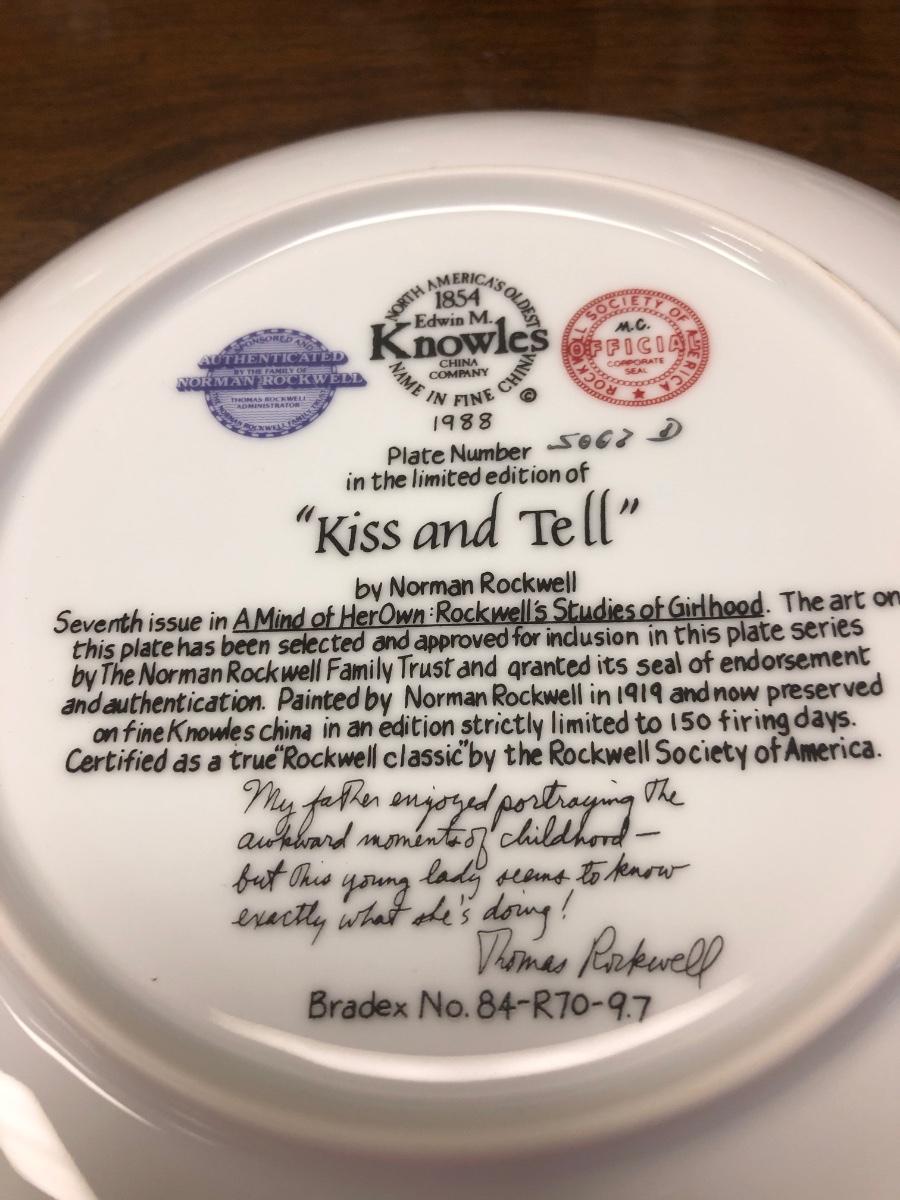 SPONSORED AND
AUTHENTICATED
BY THE FAMILY OF
NORMAN ROCKWELL
THOMAS ROCKWELL
ADMINISTRATOR
NORMAN ROCKWELL FAMILY TRUST
NORTH AMERICA'S OLDEST
1854
Edwin M.
Knowles
CHINA
COMPANY
NAME IN FINE CHINA
©
ROCKWELL SOCIETY OF AMERICA
M.C.
OFFICIAL
CORPORATE
SEAL
1988
Plate Number 5063 D
in the limited edition of
"Kiss and Tell"
by Norman Rockwell
Seventh issue in A Mind of Her Own: Rockwell's Studies of Girlhood. The art on
this plate has been selected and approved for inclusion in this plate series
by The Norman Rockwell Family Trust and granted its seal of endorsement
and authentication. Painted by Norman Rockwell in 1919 and now preserved
on fine Knowles china in an edition strictly limited to 150 firing days.
Certified as a true "Rockwell classic" by the Rockwell Society of America.
My father enjoyed portraying the
awkward moments of childhood —
but this young lady seems to know
exactly what she's doing!
Thomas Rockwell
Bradex No. 84-R70-9.7